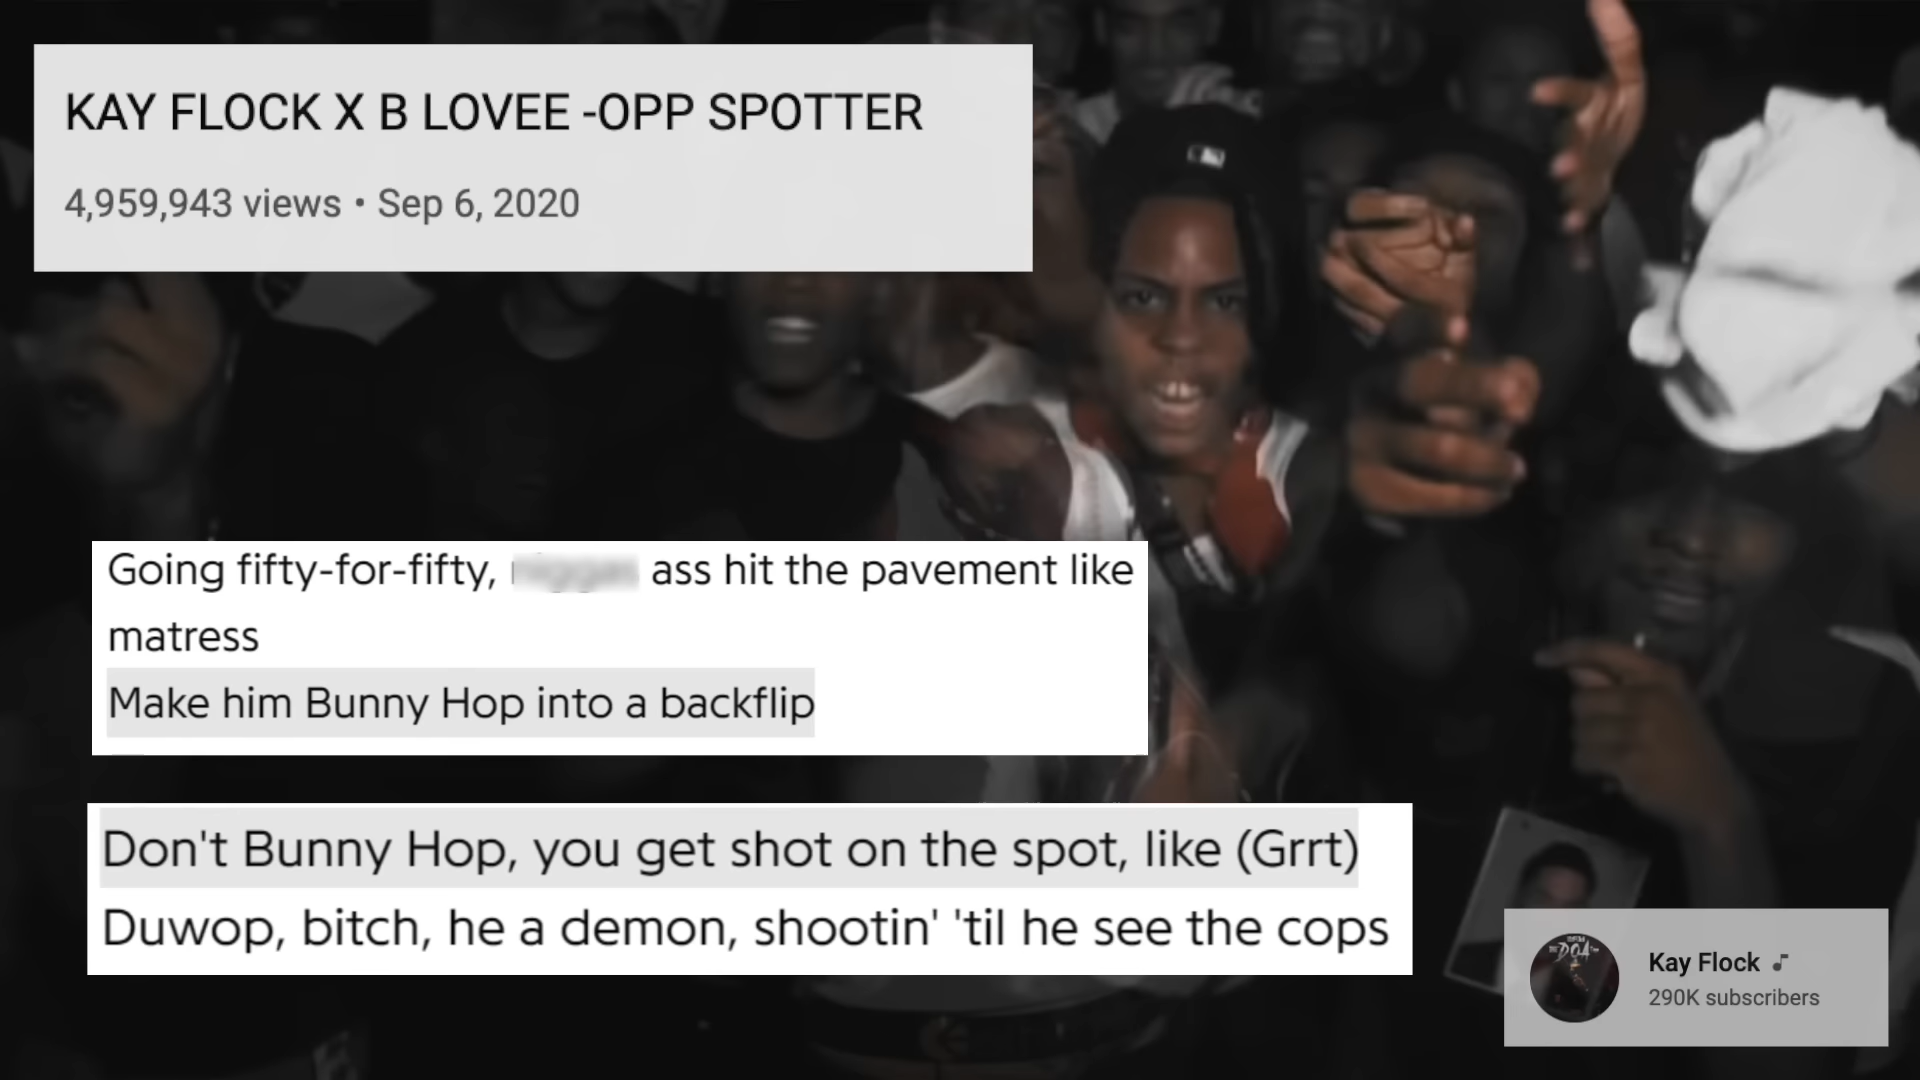 KAY FLOCK X B LOVEE -OPP SPOTTER
4,959,943 views • Sep 6, 2020
Going fifty-for-fifty, ass hit the pavement like
matress
Make him Bunny Hop into a backflip
Don't Bunny Hop, you get shot on the spot, like (Grrt)
Duwop, bitch, he a demon, shootin' 'til he see the cops
DOA
Kay Flock
290K subscribers